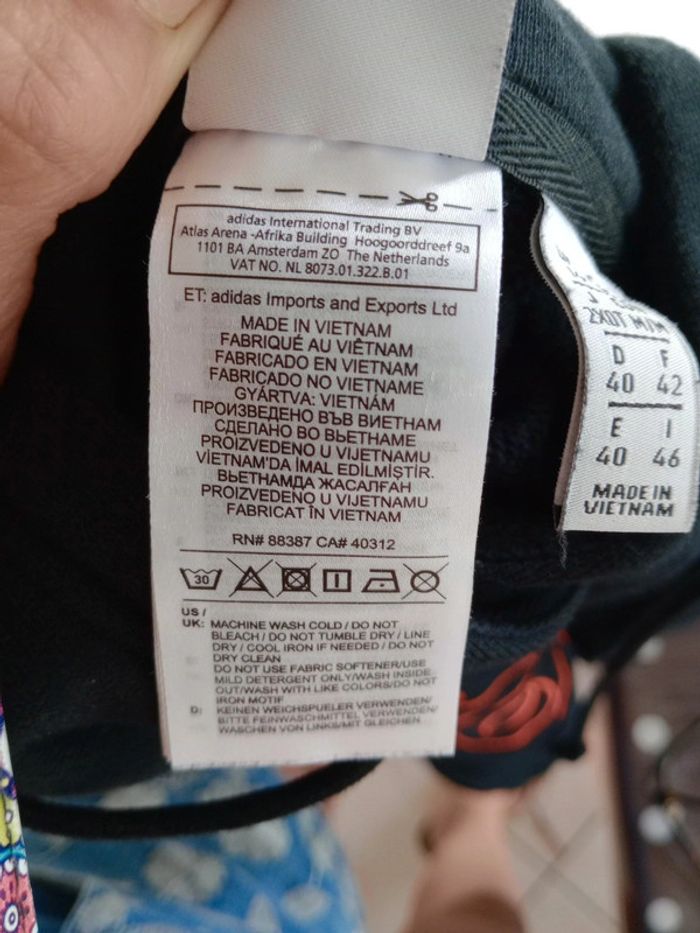 adidas International Trading BV
Atlas Arena -Afrika Building Hoogoorddreef 9a
1101 BA Amsterdam ZO The Netherlands
VAT NO. NL 8073.01.322.B.01
ET: adidas Imports and Exports Ltd
MADE IN VIETNAM
FABRIQUÉ AU VIÊTNAM
FABRICADO EN VIETNAM
FABRICADO NO VIETNAME
GYÁRTVA: VIETNÁM
ПРОИЗВЕДЕНО ВЪВ ВИЕТНАМ
СДЕЛАНО ВО ВЬЕТНАМЕ
PROIZVEDENO U VIJETNAMU
VİETNAM'DA İMAL EDİLMİŞTİR.
ВЬЕТНАМДА ЖАСАЛҒАН
PROIZVEDENO U VIJETNAMU
FABRICAT ÎN VIETNAM
RN# 88387 CA# 40312
30
US /
UK: MACHINE WASH COLD / DO NOT
BLEACH / DO NOT TUMBLE DRY / LINE
DRY / COOL IRON IF NEEDED / DO NOT
DRY CLEAN
DO NOT USE FABRIC SOFTENER/USE
MILD DETERGENT ONLY/WASH INSIDE
OUT/WASH WITH LIKE COLORS/DO NOT
IRON MOTIF
D: KEINEN WEICHSPUELER VERWENDEN/
BITTE FEINWASCHMITTEL VERWENDEN/
WASCHEN VON LINKS/MIT GLEICHEN
2XOT M/M
D F
40 42
E I
40 46
MADE IN
VIETNAM